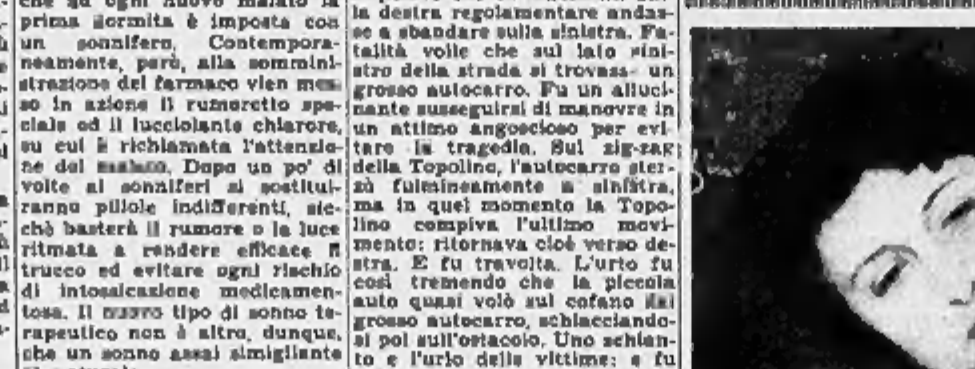 che ad ogni nuovo malato la
prima dormita è imposta con
un sonnifero. Contempora-
neamente, però, alla sommini-
strazione del farmaco vien mes-
so in azione il rumoretto spe-
ciale ed il luccicante chiarore,
su cui è richiamata l'attenzio-
ne del malato. Dopo un po' di
volte ai sonniferi si sostitui-
ranno pillole indifferenti, sic-
chè basterà il rumore o la luce
ritmata a rendere efficace il
trucco ed evitare ogni rischio
di intossicazione medicamen-
tosa. Il nuovo tipo di sonno te-
rapeutico non è altro, dunque,
che un sonno assai simigliante
la destra regolamentare andas-
se a sbandare sulla sinistra. Fa-
talità volle che sul lato sini-
stro della strada si trovass- un
grosso autocarro. Fu un alluci-
nante susseguirsi di manovre in
un attimo angoscioso per evi-
tare la tragedia. Sul zig-zag
della Topolino, l'autocarro ster-
zò fulmineamente a sinistra,
ma in quel momento la Topo-
lino compiva l'ultimo movi-
mento: ritornava cioè verso de-
stra. E fu travolta. L'urto fu
così tremendo che la piccola
auto quasi volò sul cofano del
grosso autocarro, schiacciando-
si poi sull'ostacolo. Uno schian-
to e l'urlo delle vittime: e fu